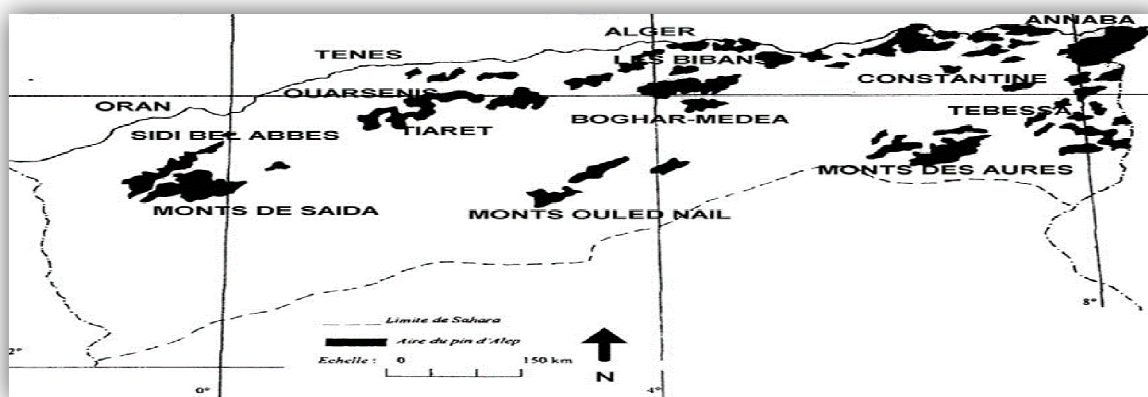 ANNABA
ALGER
TENES
LES BIBANS
CONSTANTINE
OUARSENIS
ORAN
TEBESSA
BOGHAR-MEDEA
TIARET
SIDI BEL ABBES
MONTS DES AURES
MONTS DE SAIDA
MONTS OULED NAIL
8°
Limite de Sahara
Aire du pin d'Alep
2°
Echelle : 0 150 km
N
0°
4°